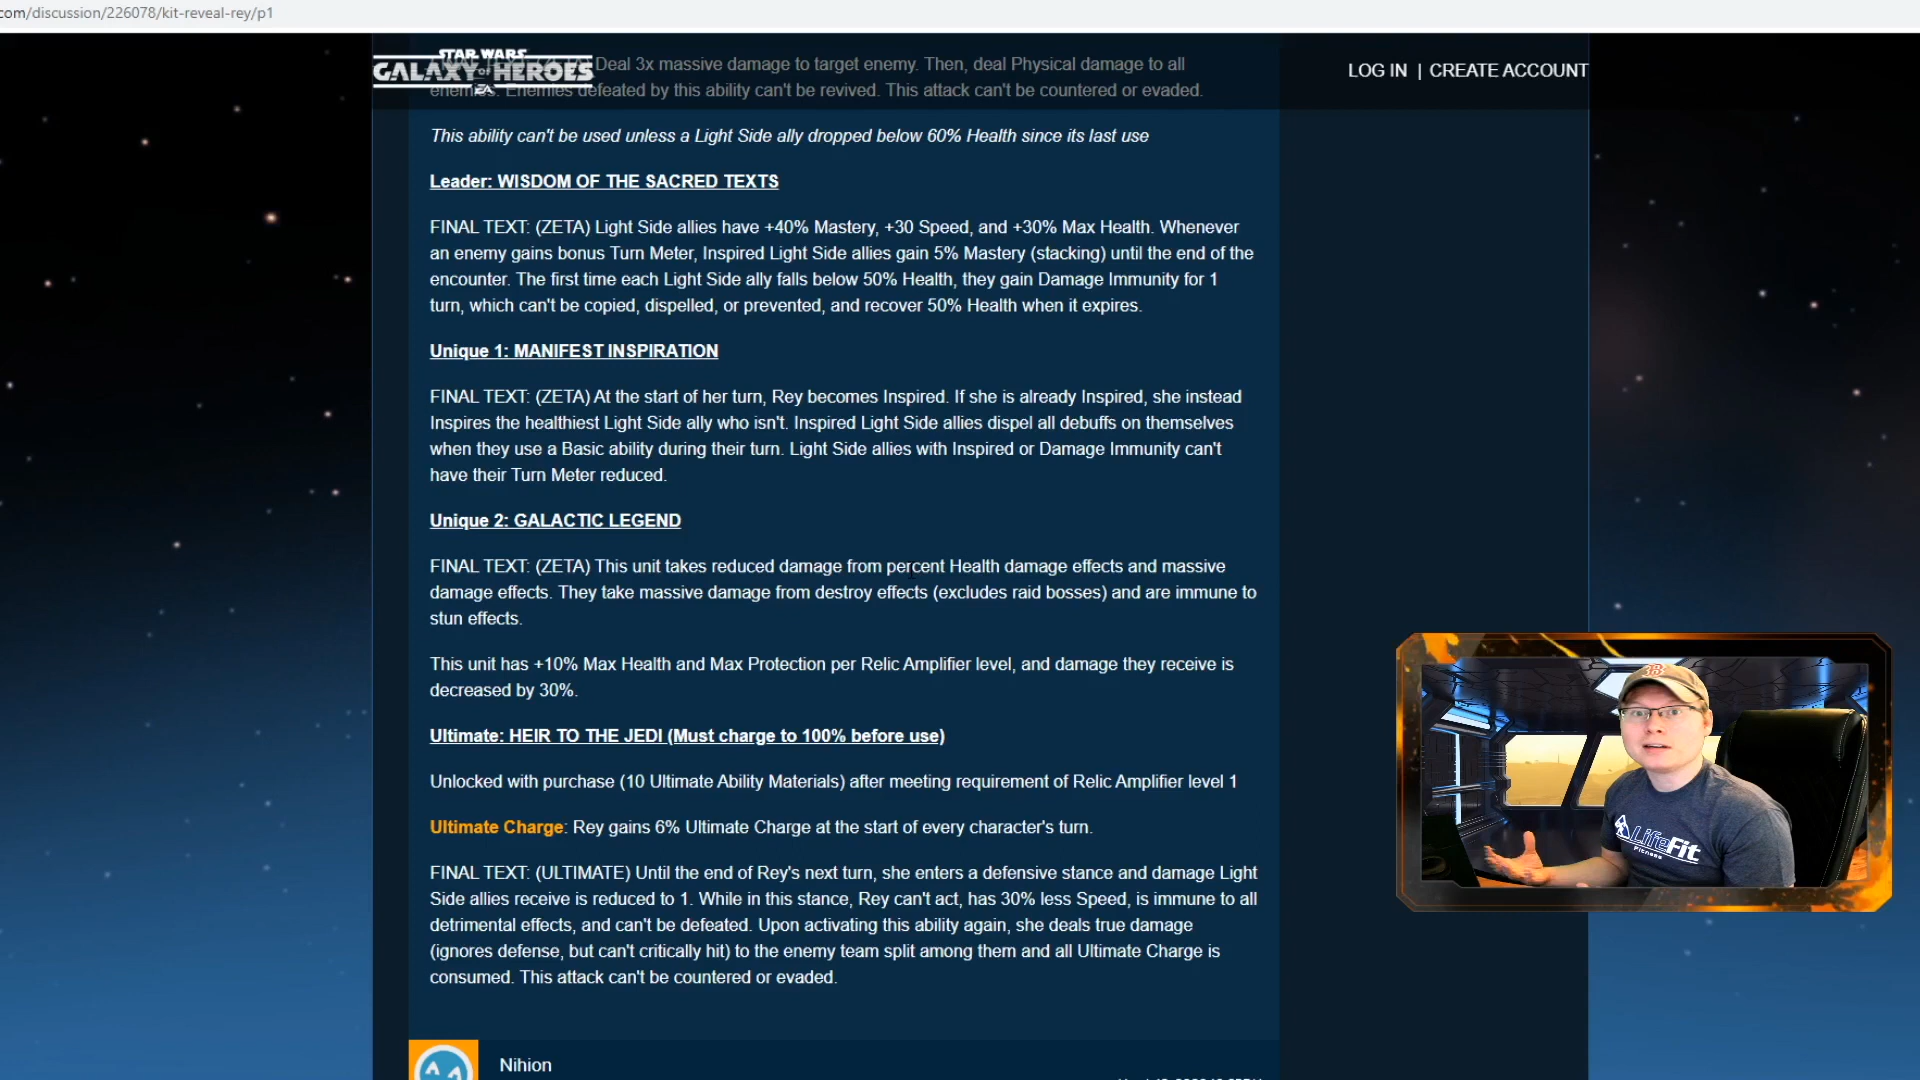 com/discussion/226078/kit-reveal-rey/p1
STAR WARS
GALAXY OF HEROES
EA
LOG IN | CREATE ACCOUNT
Deal 3x massive damage to target enemy. Then, deal Physical damage to all
enemies. Enemies defeated by this ability can't be revived. This attack can't be countered or evaded.
This ability can't be used unless a Light Side ally dropped below 60% Health since its last use
Leader: WISDOM OF THE SACRED TEXTS
FINAL TEXT: (ZETA) Light Side allies have +40% Mastery, +30 Speed, and +30% Max Health. Whenever
an enemy gains bonus Turn Meter, Inspired Light Side allies gain 5% Mastery (stacking) until the end of the
encounter. The first time each Light Side ally falls below 50% Health, they gain Damage Immunity for 1
turn, which can't be copied, dispelled, or prevented, and recover 50% Health when it expires.
Unique 1: MANIFEST INSPIRATION
FINAL TEXT: (ZETA) At the start of her turn, Rey becomes Inspired. If she is already Inspired, she instead
Inspires the healthiest Light Side ally who isn't. Inspired Light Side allies dispel all debuffs on themselves
when they use a Basic ability during their turn. Light Side allies with Inspired or Damage Immunity can't
have their Turn Meter reduced.
Unique 2: GALACTIC LEGEND
FINAL TEXT: (ZETA) This unit takes reduced damage from percent Health damage effects and massive
damage effects. They take massive damage from destroy effects (excludes raid bosses) and are immune to
stun effects.
This unit has +10% Max Health and Max Protection per Relic Amplifier level, and damage they receive is
decreased by 30%.
Ultimate: HEIR TO THE JEDI (Must charge to 100% before use)
Unlocked with purchase (10 Ultimate Ability Materials) after meeting requirement of Relic Amplifier level 1
Ultimate Charge: Rey gains 6% Ultimate Charge at the start of every character's turn.
FINAL TEXT: (ULTIMATE) Until the end of Rey's next turn, she enters a defensive stance and damage Light
Side allies receive is reduced to 1. While in this stance, Rey can't act, has 30% less Speed, is immune to all
detrimental effects, and can't be defeated. Upon activating this ability again, she deals true damage
(ignores defense, but can't critically hit) to the enemy team split among them and all Ultimate Charge is
consumed. This attack can't be countered or evaded.
LifeFit
Fitness
Nihion